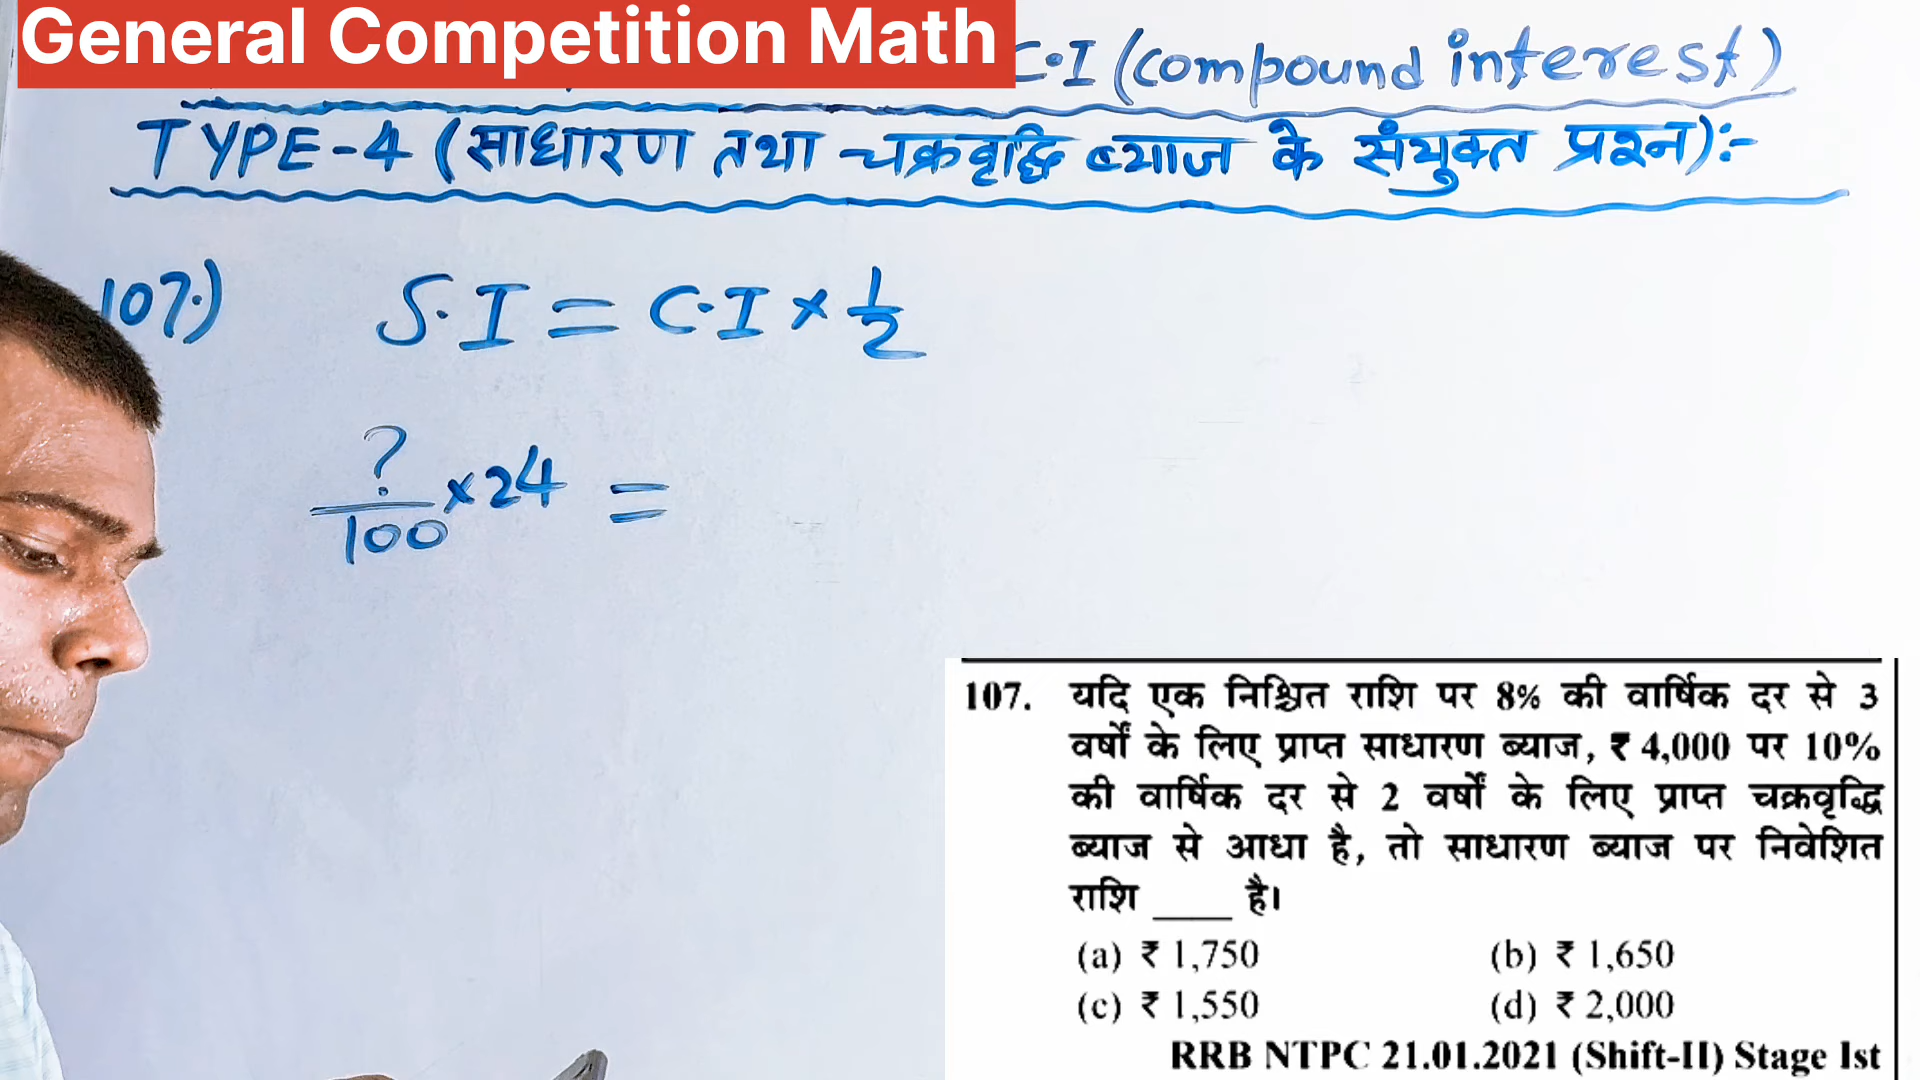 General Competition Math
C.I (compound interest)
TYPE-4 (साधारण तथा चक्रवृद्धि ब्याज के संयुक्त प्रश्न):-
107.) S.I = C.I × 1/2
?/100 × 24 =
107. यदि एक निश्चित राशि पर 8% की वार्षिक दर से 3
वर्षों के लिए प्राप्त साधारण ब्याज, ₹ 4,000 पर 10%
की वार्षिक दर से 2 वर्षों के लिए प्राप्त चक्रवृद्धि
ब्याज से आधा है, तो साधारण ब्याज पर निवेशित
राशि ____ है।
(a) ₹ 1,750 (b) ₹ 1,650
(c) ₹ 1,550 (d) ₹ 2,000
RRB NTPC 21.01.2021 (Shift-II) Stage Ist